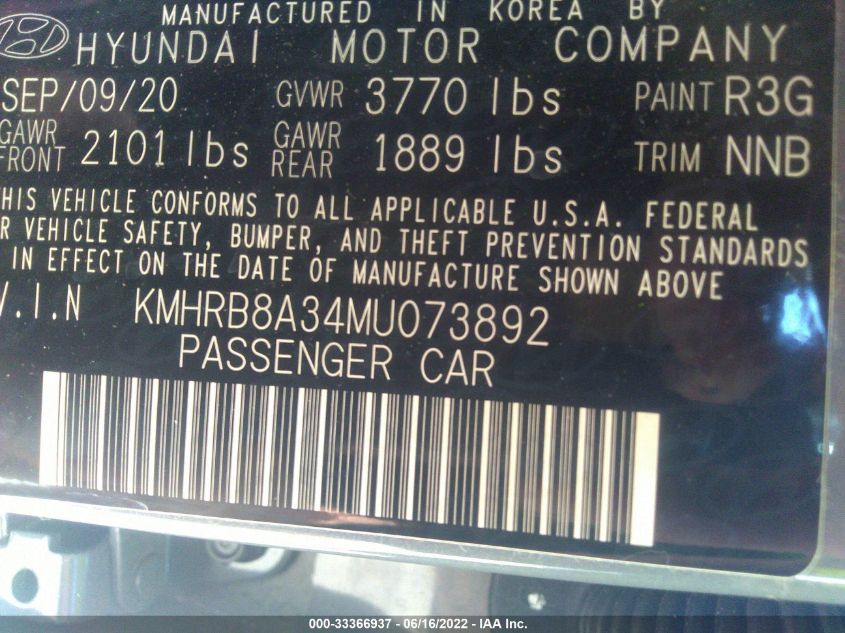 MANUFACTURED IN KOREA BY
HYUNDAI MOTOR COMPANY
SEP/09/20 GVWR 3770 lbs PAINT R3G
GAWR FRONT 2101 lbs GAWR REAR 1889 lbs TRIM NNB
THIS VEHICLE CONFORMS TO ALL APPLICABLE U.S.A. FEDERAL
R VEHICLE SAFETY, BUMPER, AND THEFT PREVENTION STANDARDS
IN EFFECT ON THE DATE OF MANUFACTURE SHOWN ABOVE
V.I.N KMHRB8A34MU073892
PASSENGER CAR
000-33366937 - 06/16/2022 - IAA Inc.